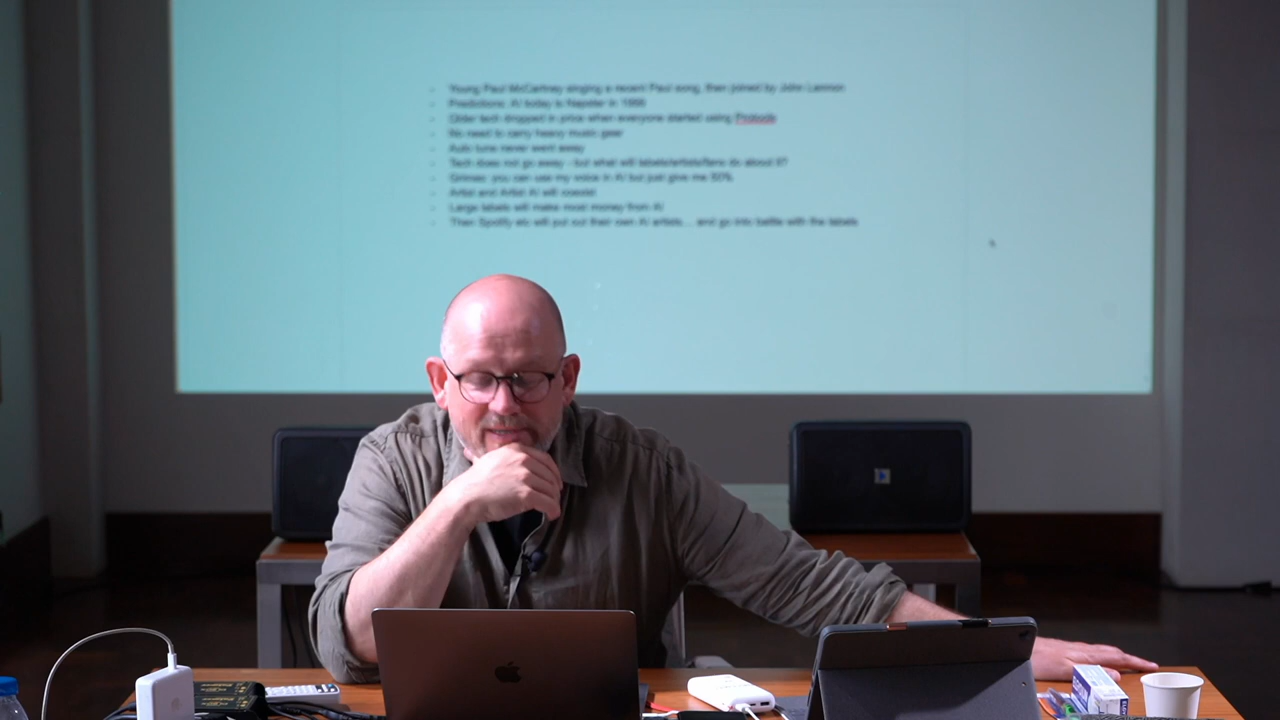 - Young Paul McCartney singing a recent Paul song, then joined by John Lennon
- Predictions: AI today is Napster in 1999
- Older tech dropped in price when everyone started using Protools
- No need to carry heavy music gear
- Auto tune never went away
- Tech does not go away - but what will labels/artists/fans do about it?
- Grimes: you can use my voice in AI but just give me 50%
- Artist and Artist AI will coexist
- Large labels will make most money from AI
- Then Spotify etc will put out their own AI artists... and go into battle with the labels